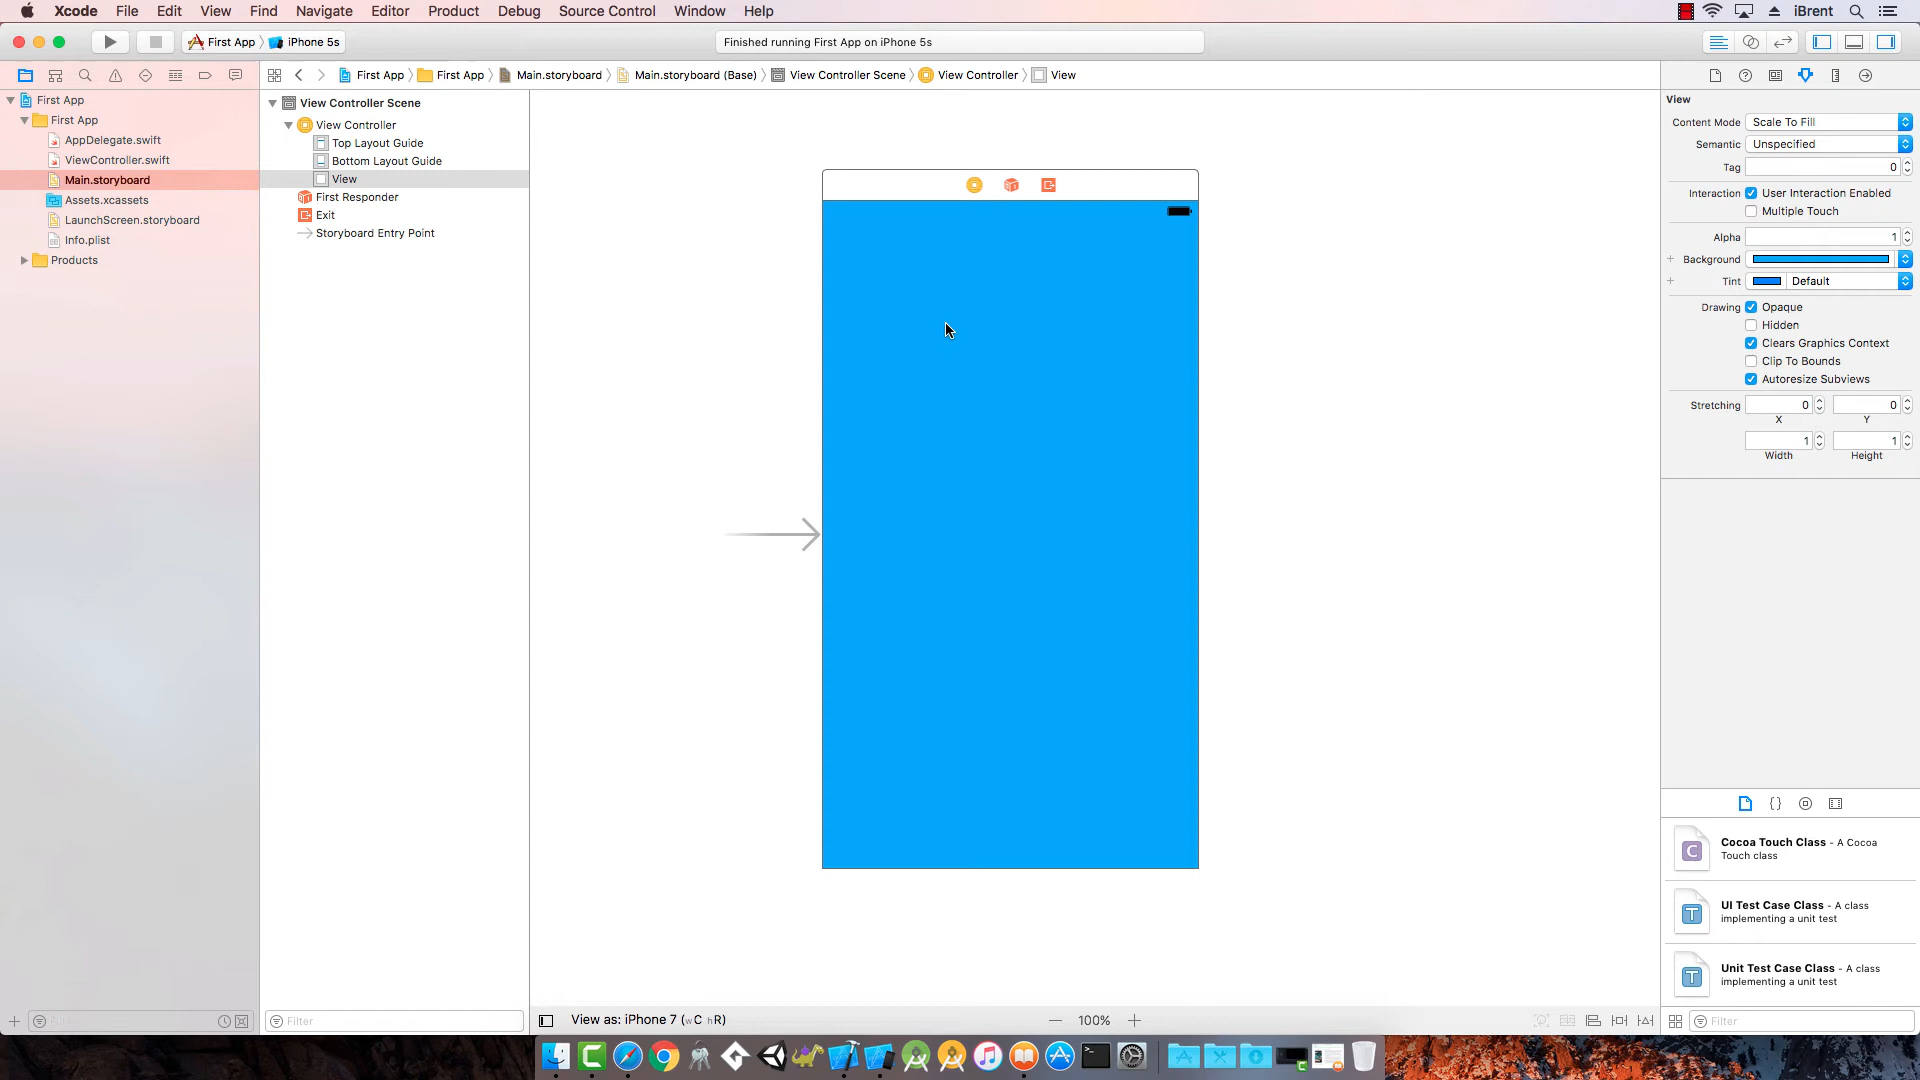 Xcode File Edit View Find Navigate Editor Product Debug Source Control Window Help iBrent
First App iPhone 5s
Finished running First App on iPhone 5s
First App First App Main.storyboard Main.storyboard (Base) View Controller Scene View Controller View
First App
First App
AppDelegate.swift
ViewController.swift
Main.storyboard
Assets.xcassets
LaunchScreen.storyboard
Info.plist
Products
View Controller Scene
View Controller
Top Layout Guide
Bottom Layout Guide
View
First Responder
Exit
Storyboard Entry Point
View
Content Mode Scale To Fill
Semantic Unspecified
Tag 0
Interaction User Interaction Enabled
Multiple Touch
Alpha 1
Background
Tint Default
Drawing Opaque
Hidden
Clears Graphics Context
Clip To Bounds
Autoresize Subviews
Stretching 0 0
X Y
1 1
Width Height
{}
C
Cocoa Touch Class - A Cocoa
Touch class
T
UI Test Case Class - A class
implementing a unit test
T
Unit Test Case Class - A class
implementing a unit test
Filter
View as: iPhone 7 (wC hR)
100%
Filter